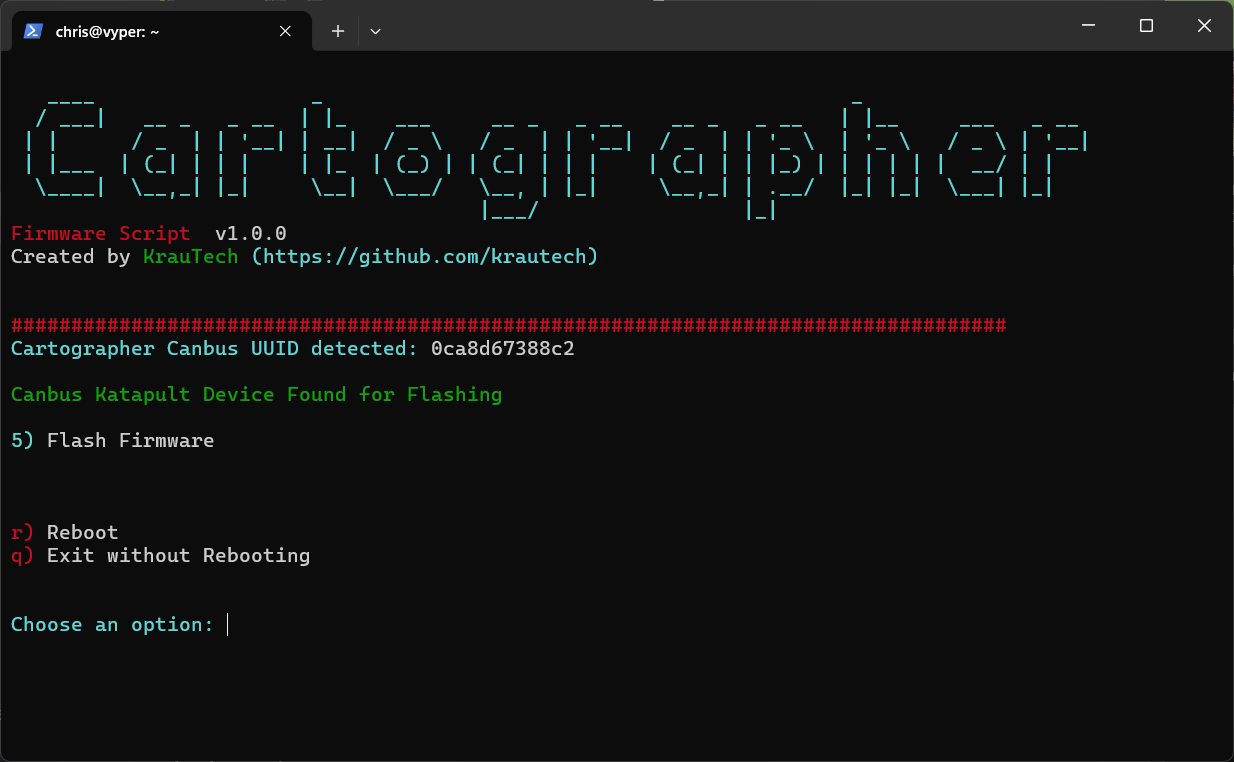 chris@vyper: ~
Cartographer
Firmware Script v1.0.0
Created by KrauTech (https://github.com/krautech)
###################################################################################
Cartographer Canbus UUID detected: 0ca8d67388c2
Canbus Katapult Device Found for Flashing
5) Flash Firmware
r) Reboot
q) Exit without Rebooting
Choose an option: